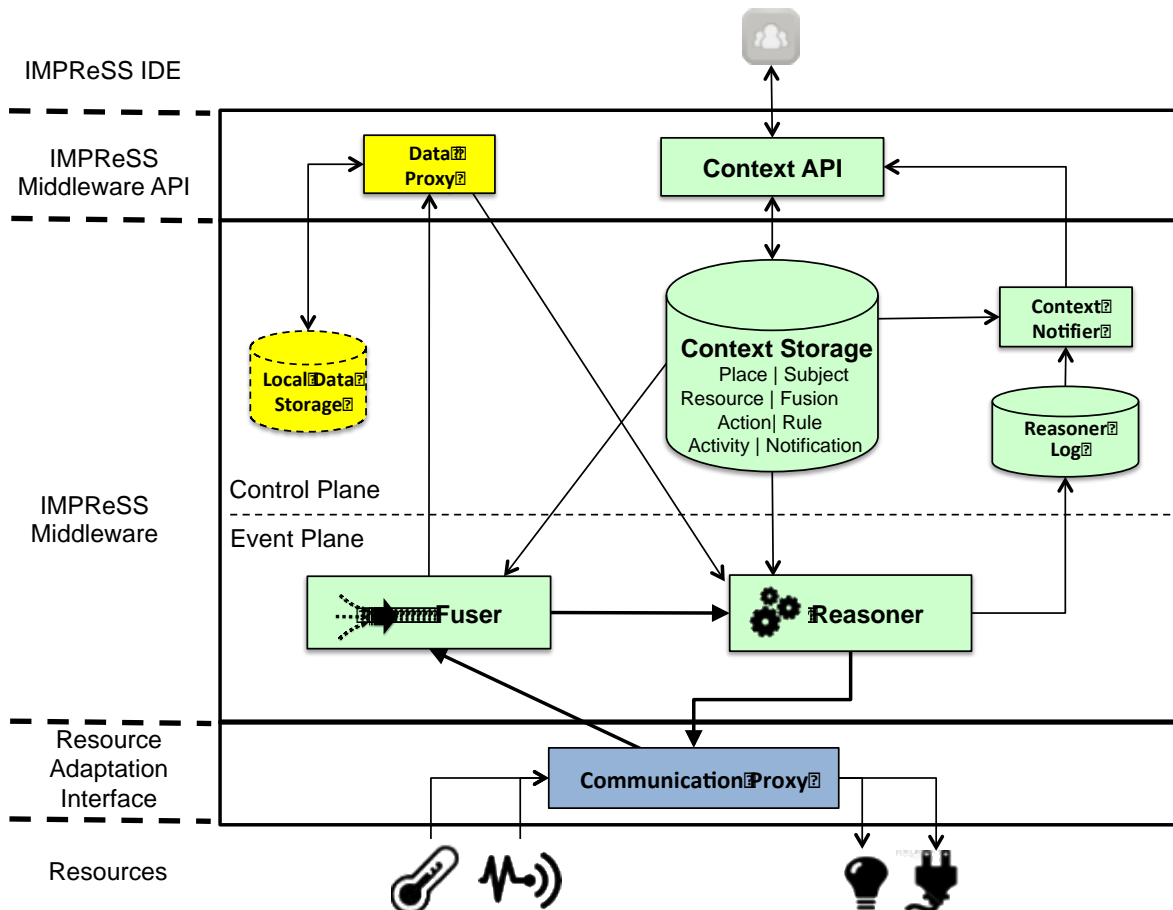 IMPReSS IDE
IMPReSS
Middleware API
Data
Proxy
Context API
Context
Notifier
Context Storage
Place | Subject
Resource | Fusion
Action| Rule
Activity | Notification
Local Data
Storage
Reasoner
Log
IMPReSS
Middleware
Control Plane
Event Plane
Fuser
Reasoner
Resource
Adaptation
Interface
Communication Proxy
Resources